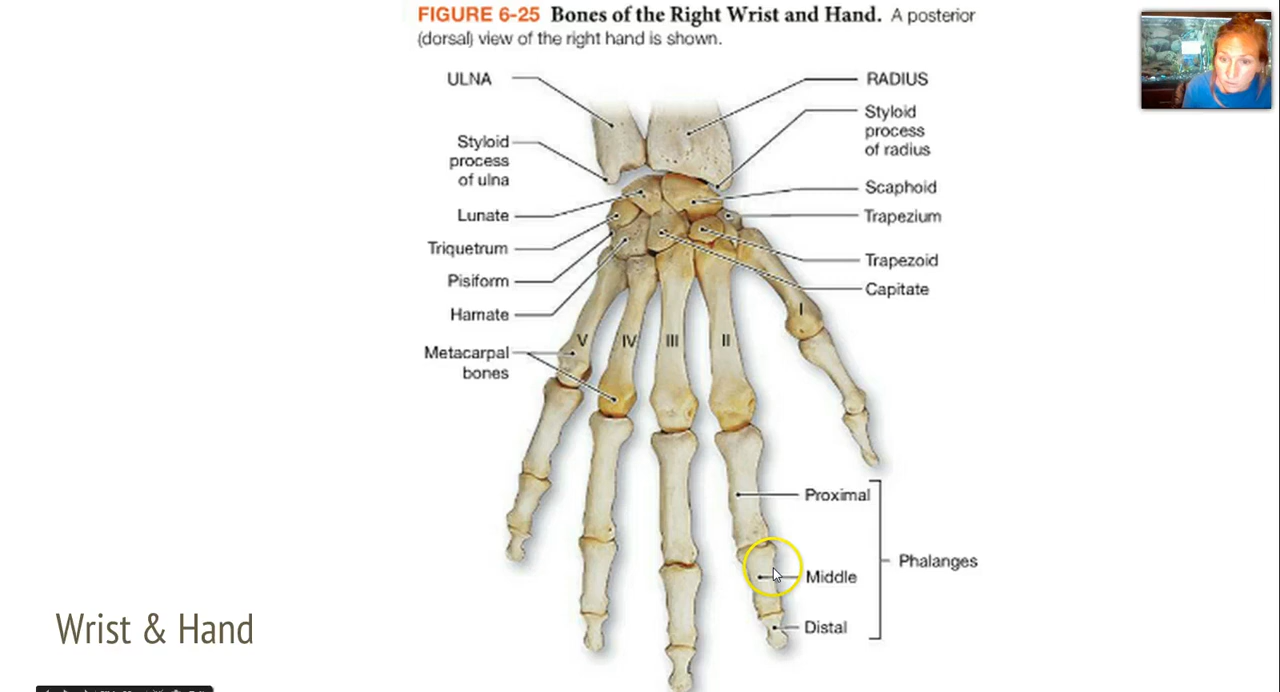 FIGURE 6-25 Bones of the Right Wrist and Hand. A posterior
(dorsal) view of the right hand is shown.
ULNA
RADIUS
Styloid
process
of ulna
Styloid
process
of radius
Lunate
Scaphoid
Triquetrum
Trapezium
Pisiform
Trapezoid
Hamate
Capitate
Metacarpal
bones
V
IV
III
II
I
Proximal
Middle
Distal
Phalanges
Wrist & Hand